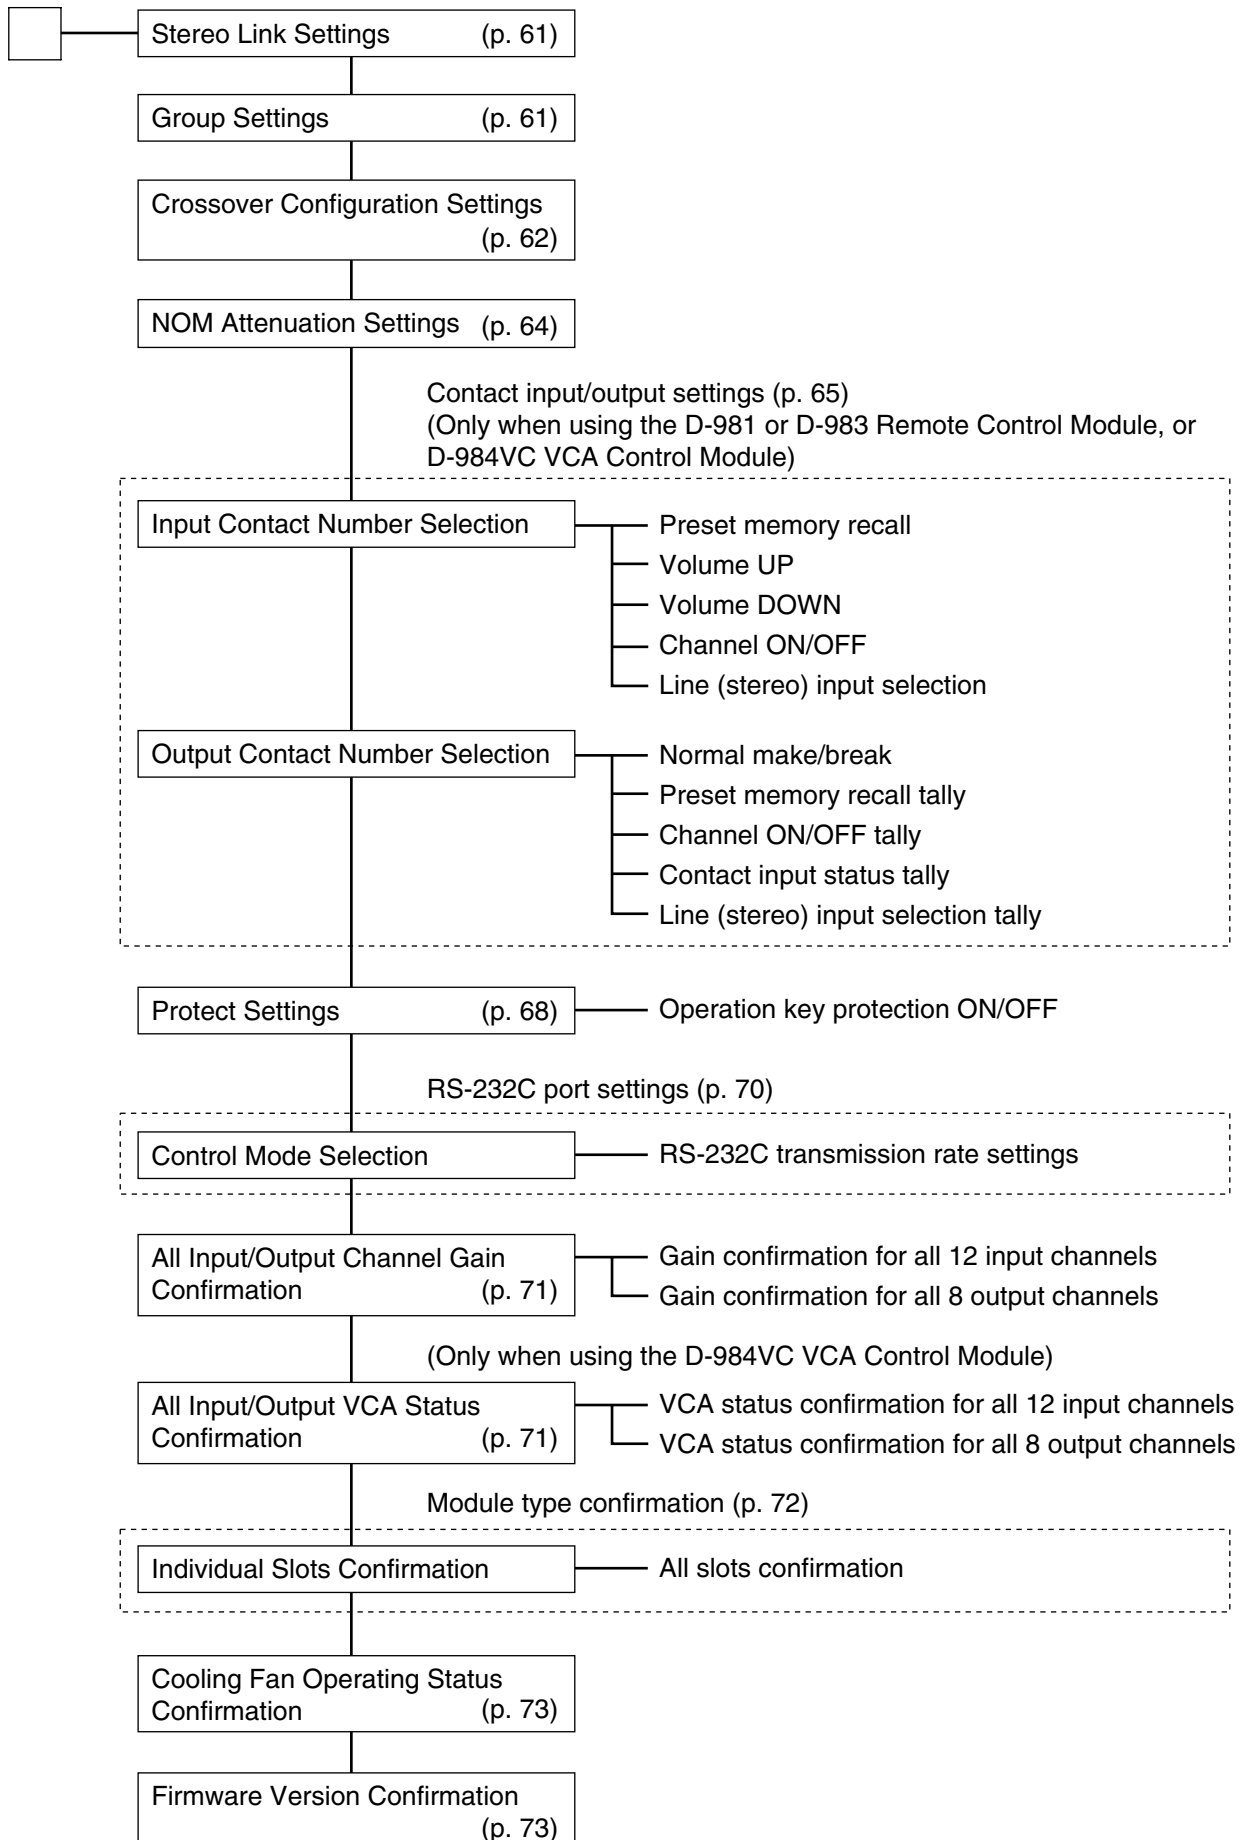 Stereo Link Settings (p. 61)
Group Settings (p. 61)
Crossover Configuration Settings
(p. 62)
NOM Attenuation Settings (p. 64)
Contact input/output settings (p. 65)
(Only when using the D-981 or D-983 Remote Control Module, or
D-984VC VCA Control Module)
Input Contact Number Selection
Preset memory recall
Volume UP
Volume DOWN
Channel ON/OFF
Line (stereo) input selection
Output Contact Number Selection
Normal make/break
Preset memory recall tally
Channel ON/OFF tally
Contact input status tally
Line (stereo) input selection tally
Protect Settings (p. 68)
Operation key protection ON/OFF
RS-232C port settings (p. 70)
Control Mode Selection
RS-232C transmission rate settings
All Input/Output Channel Gain
Confirmation (p. 71)
Gain confirmation for all 12 input channels
Gain confirmation for all 8 output channels
(Only when using the D-984VC VCA Control Module)
All Input/Output VCA Status
Confirmation (p. 71)
VCA status confirmation for all 12 input channels
VCA status confirmation for all 8 output channels
Module type confirmation (p. 72)
Individual Slots Confirmation
All slots confirmation
Cooling Fan Operating Status
Confirmation (p. 73)
Firmware Version Confirmation
(p. 73)